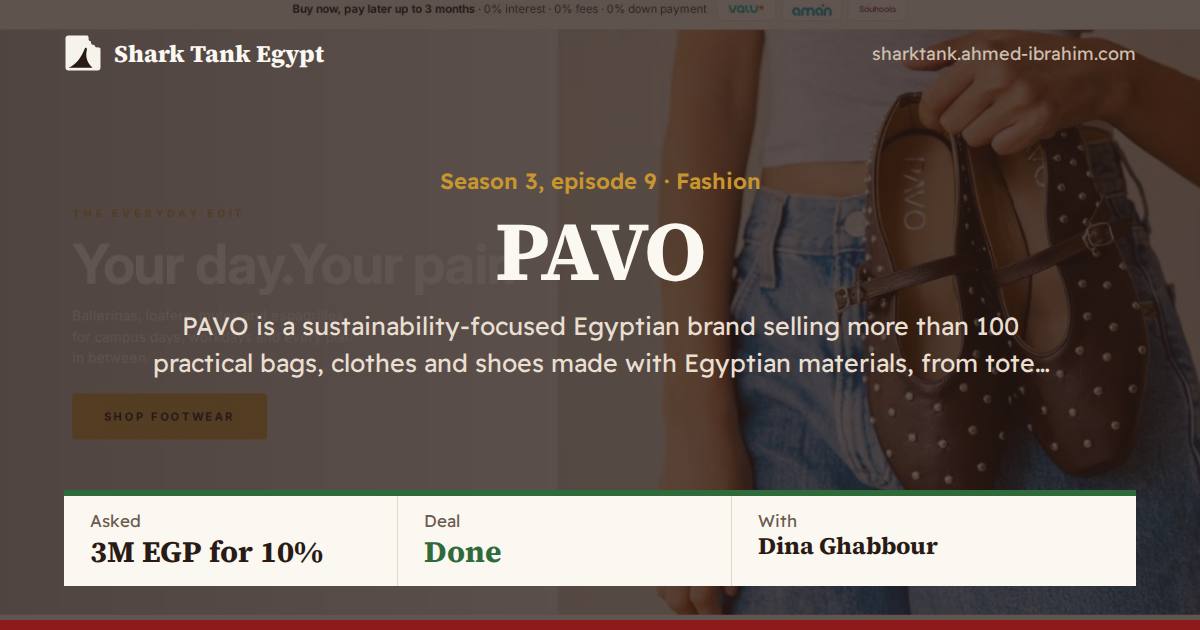 Buy now, pay later up to 3 months · 0% interest · 0% fees · 0% down payment valu aman Souhoola
Shark Tank Egypt
sharktank.ahmed-ibrahim.com
Season 3, episode 9 · Fashion
THE EVERYDAY EDIT
PAVO
Your day.Your pair
PAVO is a sustainability-focused Egyptian brand selling more than 100
practical bags, clothes and shoes made with Egyptian materials, from tote…
in between.
SHOP FOOTWEAR
PAVO
Asked
3M EGP for 10%
Deal
Done
With
Dina Ghabbour